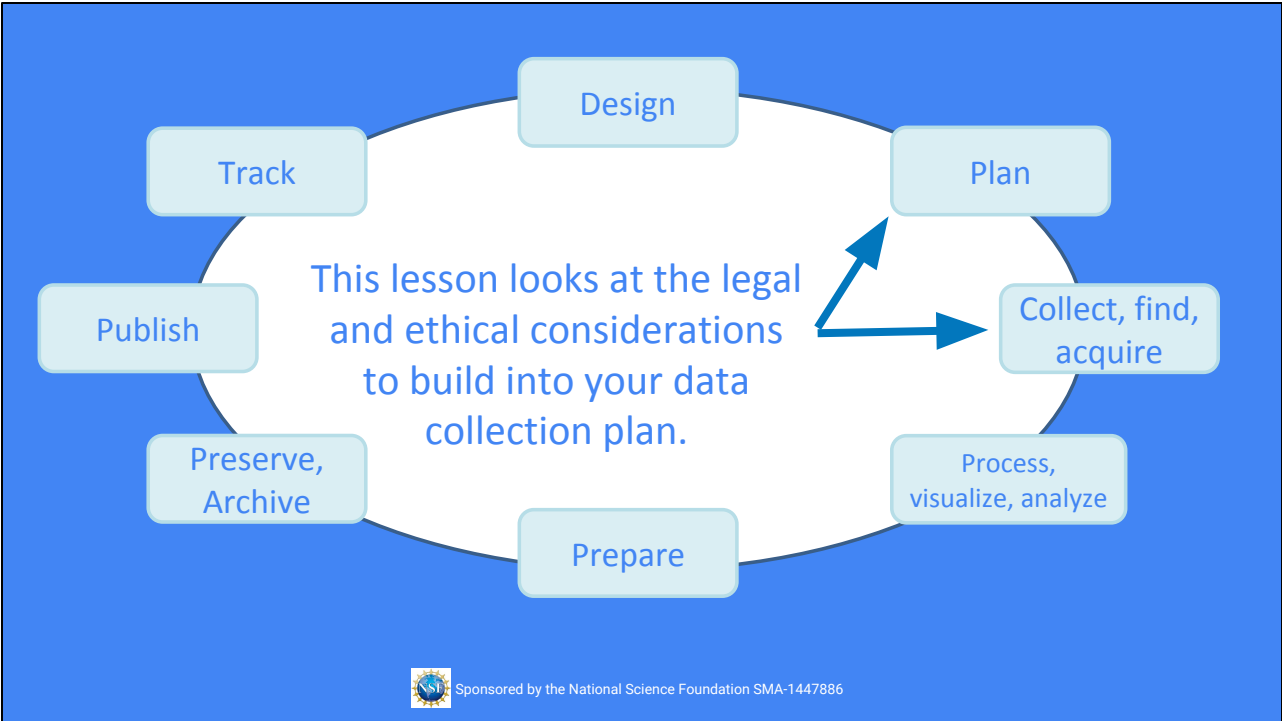 Design
Track
Plan
This lesson looks at the legal
and ethical considerations
to build into your data
collection plan.
Publish
Collect, find,
acquire
Preserve,
Archive
Process,
visualize, analyze
Prepare
NSF
Sponsored by the National Science Foundation SMA-1447886